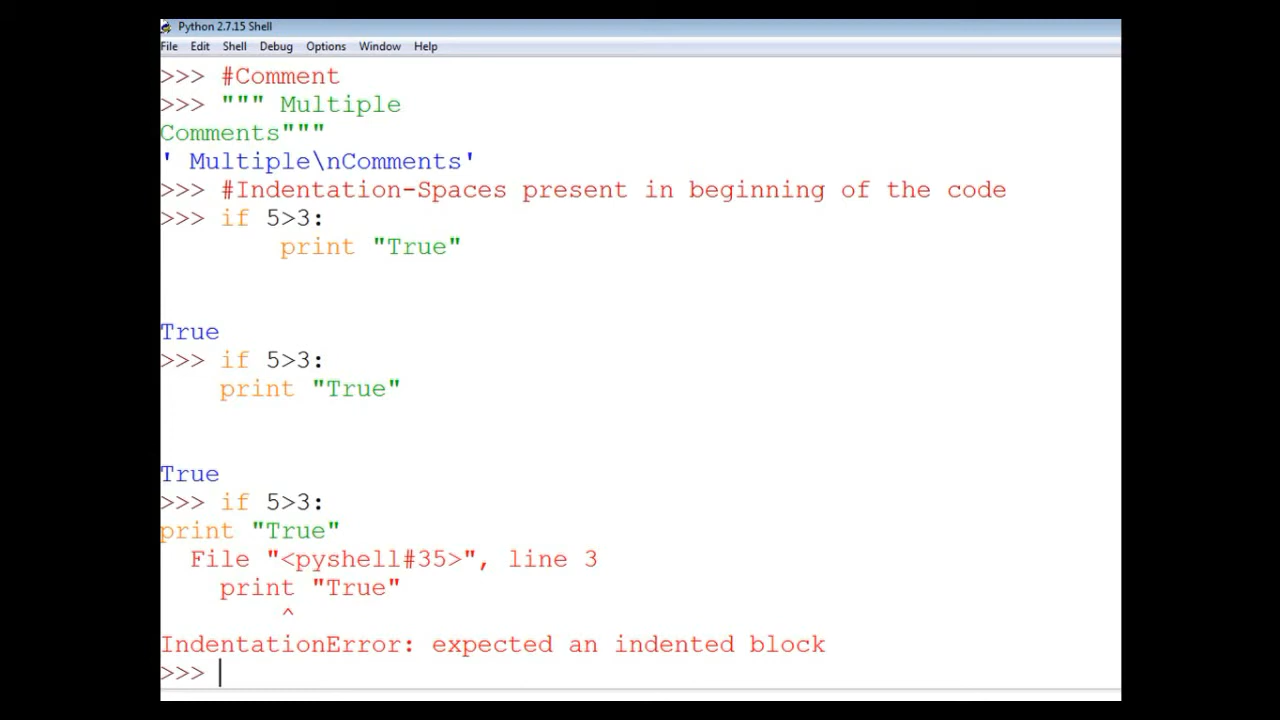 Python 2.7.15 Shell
File Edit Shell Debug Options Window Help
>>> #Comment
>>> """ Multiple
Comments"""
' Multiple\nComments'
>>> #Indentation-Spaces present in beginning of the code
>>> if 5>3:
        print "True"
True
>>> if 5>3:
    print "True"
True
>>> if 5>3:
print "True"
  File "<pyshell#35>", line 3
    print "True"
        ^
IndentationError: expected an indented block
>>>